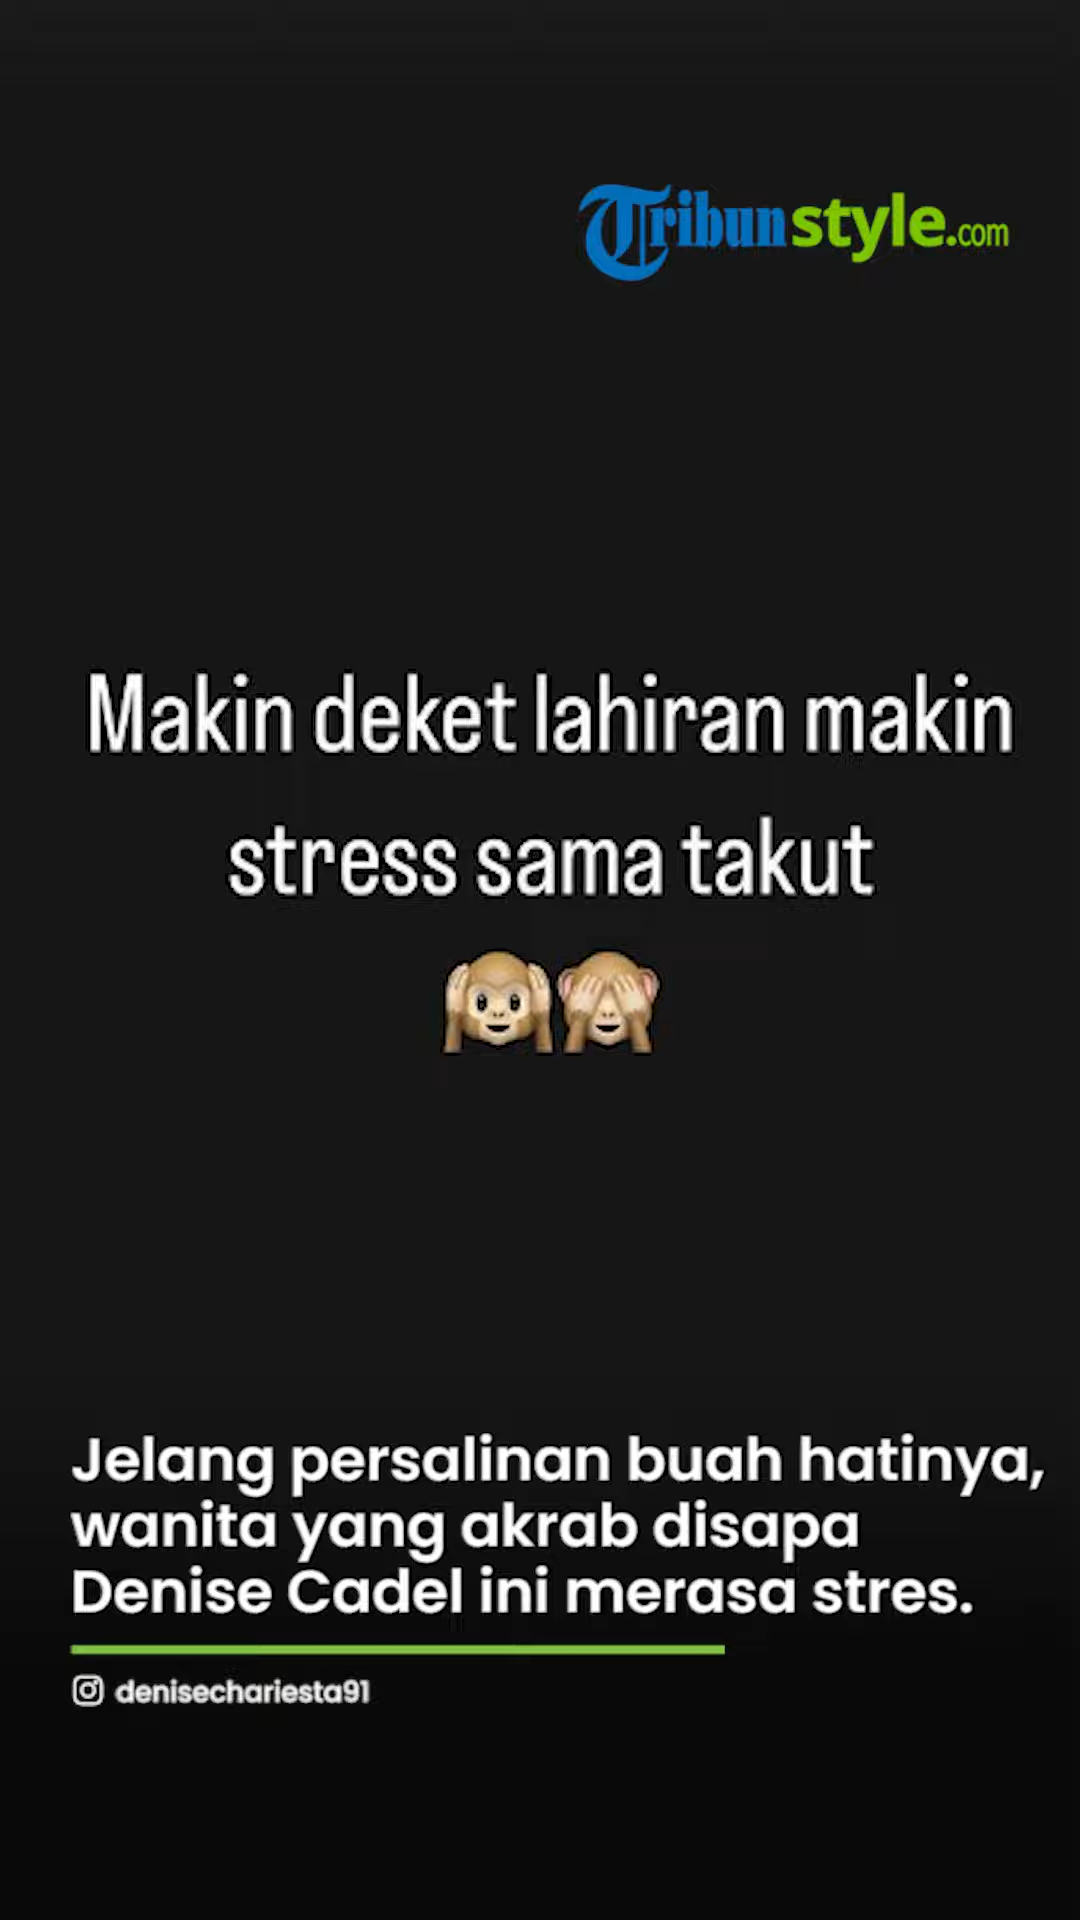 Tribunstyle.com
Makin deket lahiran makin
stress sama takut
🙉🙈
Jelang persalinan buah hatinya,
wanita yang akrab disapa
Denise Cadel ini merasa stres.
denisechariesta91